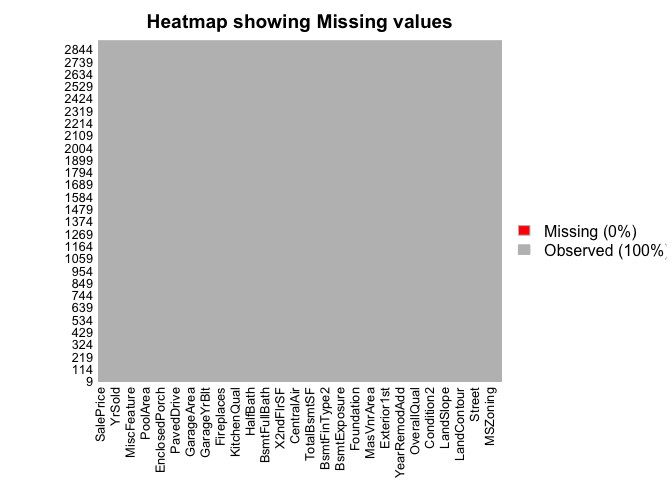 Heatmap showing Missing values
2844
2739
2634
2529
2424
2319
2214
2109
2004
1899
1794
1689
1584
1479
1374
1269
1164
1059
954
849
744
639
534
429
324
219
114
9
Missing (0%)
Observed (100%)
SalePrice
YrSold
MiscFeature
PoolArea
EnclosedPorch
PavedDrive
GarageArea
GarageYrBlt
Fireplaces
KitchenQual
HalfBath
BsmtFullBath
X2ndFlrSF
CentralAir
TotalBsmtSF
BsmtFinType2
BsmtExposure
Foundation
MasVnrArea
Exterior1st
YearRemodAdd
OverallQual
Condition2
LandSlope
LandContour
Street
MSZoning